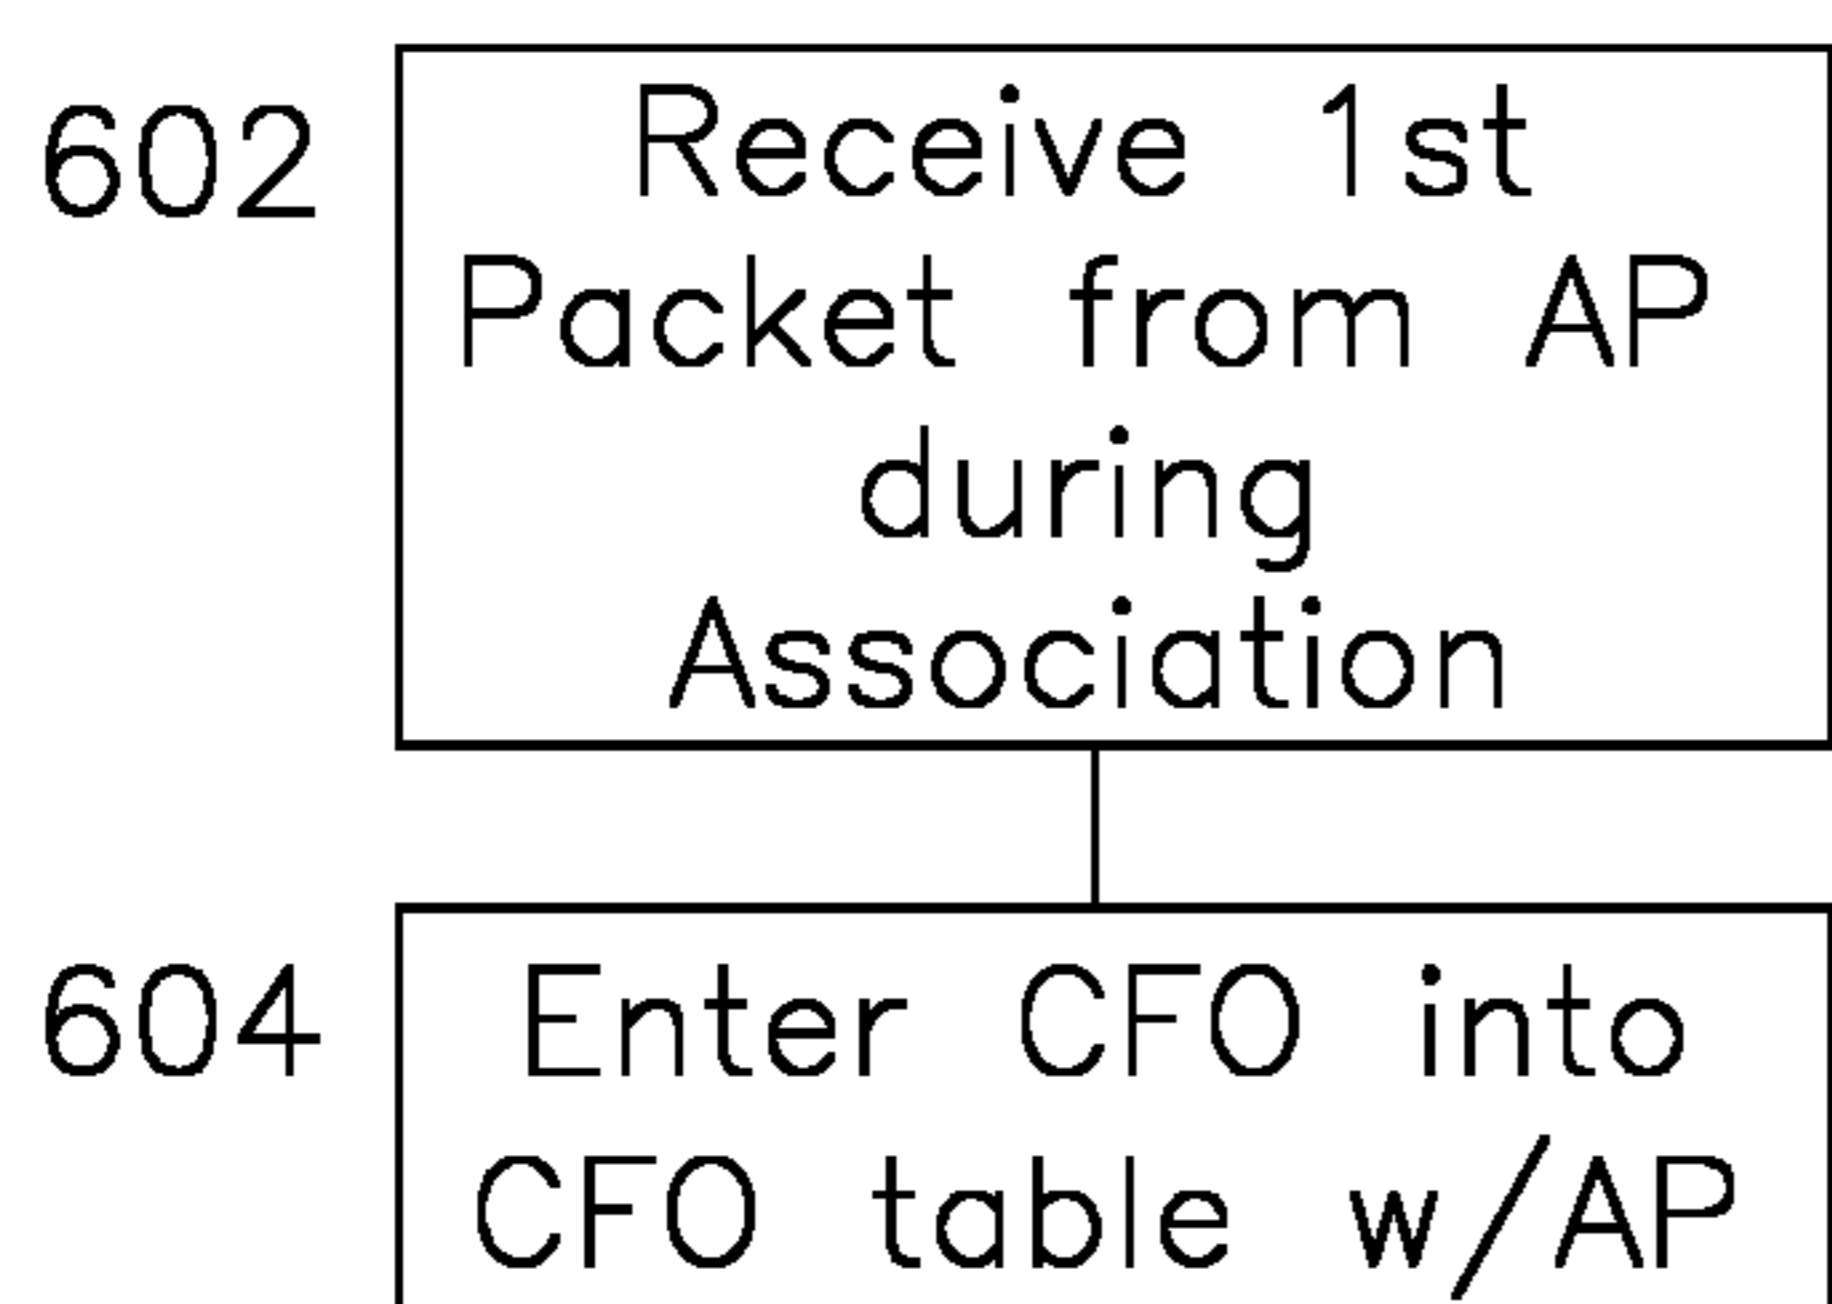 602
Receive 1st
Packet from AP
during
Association
604
Enter CFO into
CFO table w/AP